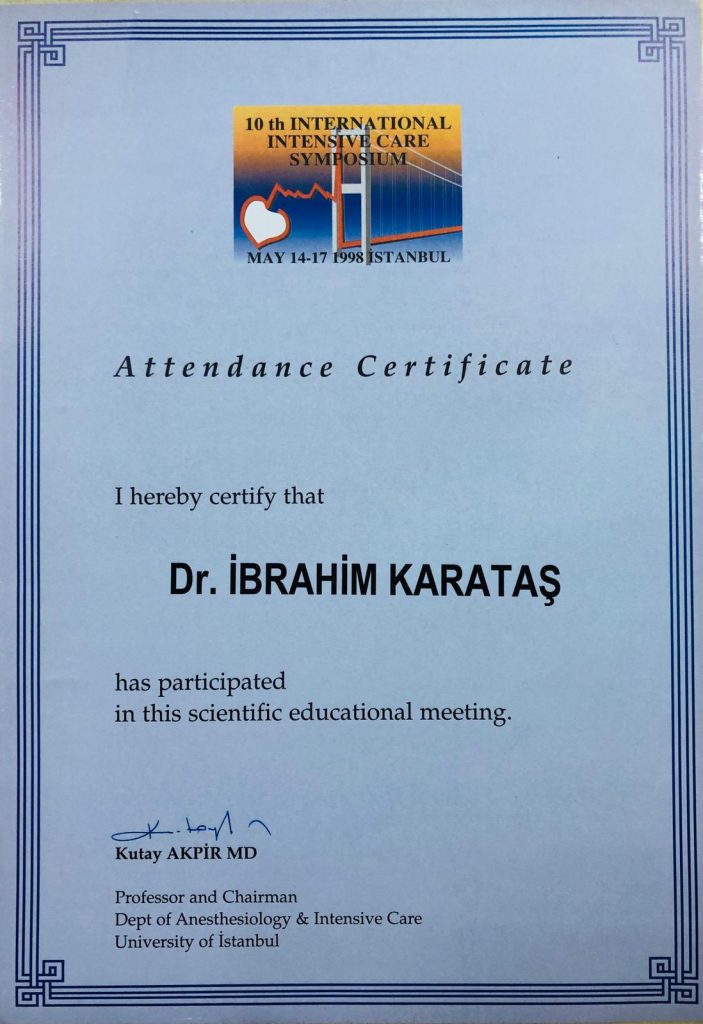 10 th INTERNATIONAL
INTENSIVE CARE
SYMPOSIUM
MAY 14-17 1998 İSTANBUL
Attendance Certificate
I hereby certify that
Dr. İBRAHİM KARATAŞ
has participated
in this scientific educational meeting.
Kutay AKPİR MD
Professor and Chairman
Dept of Anesthesiology & Intensive Care
University of İstanbul